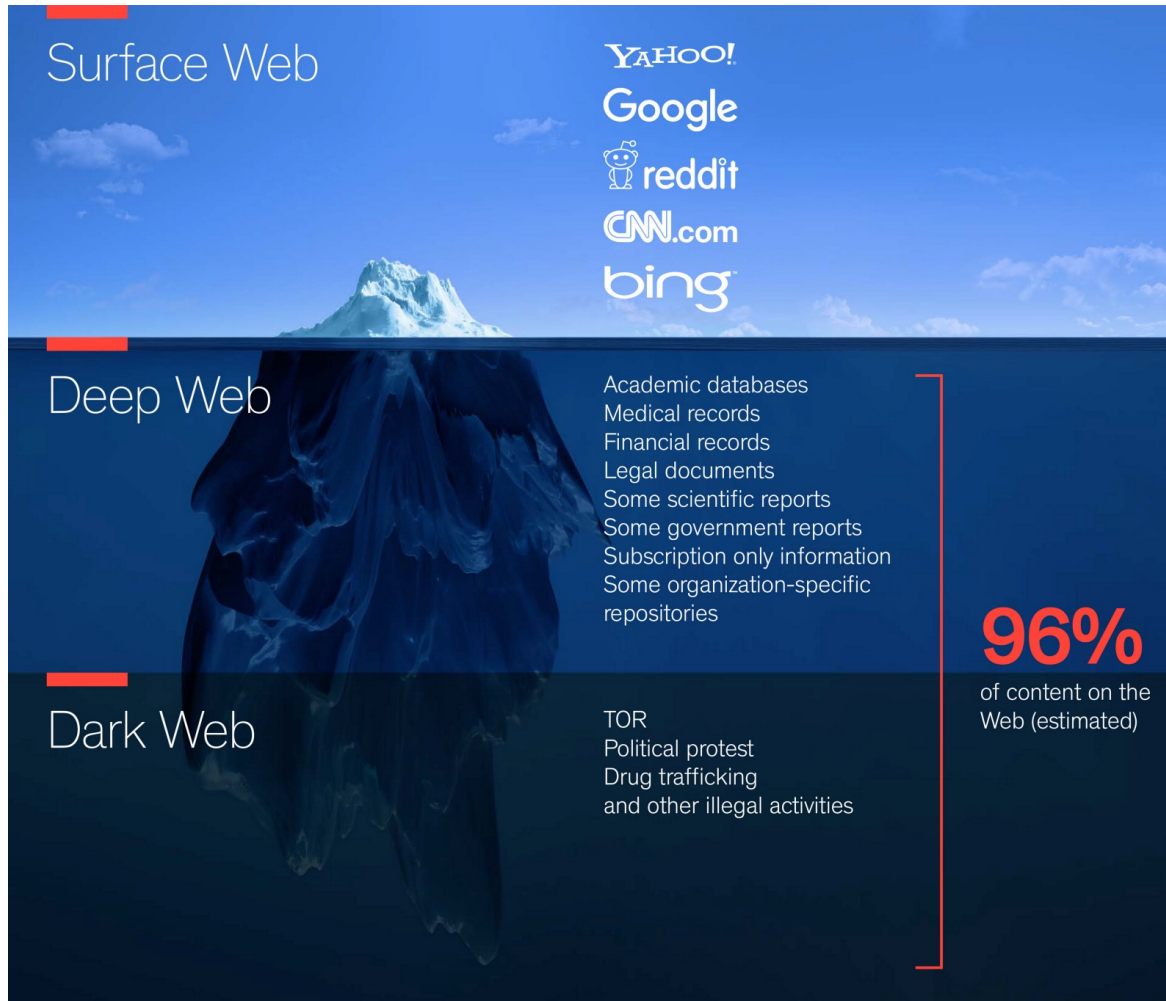 Surface Web
YAHOO!
Google
reddit
CNN.com
bing
Deep Web
Academic databases
Medical records
Financial records
Legal documents
Some scientific reports
Some government reports
Subscription only information
Some organization-specific
repositories
96%
of content on the
Web (estimated)
Dark Web
TOR
Political protest
Drug trafficking
and other illegal activities